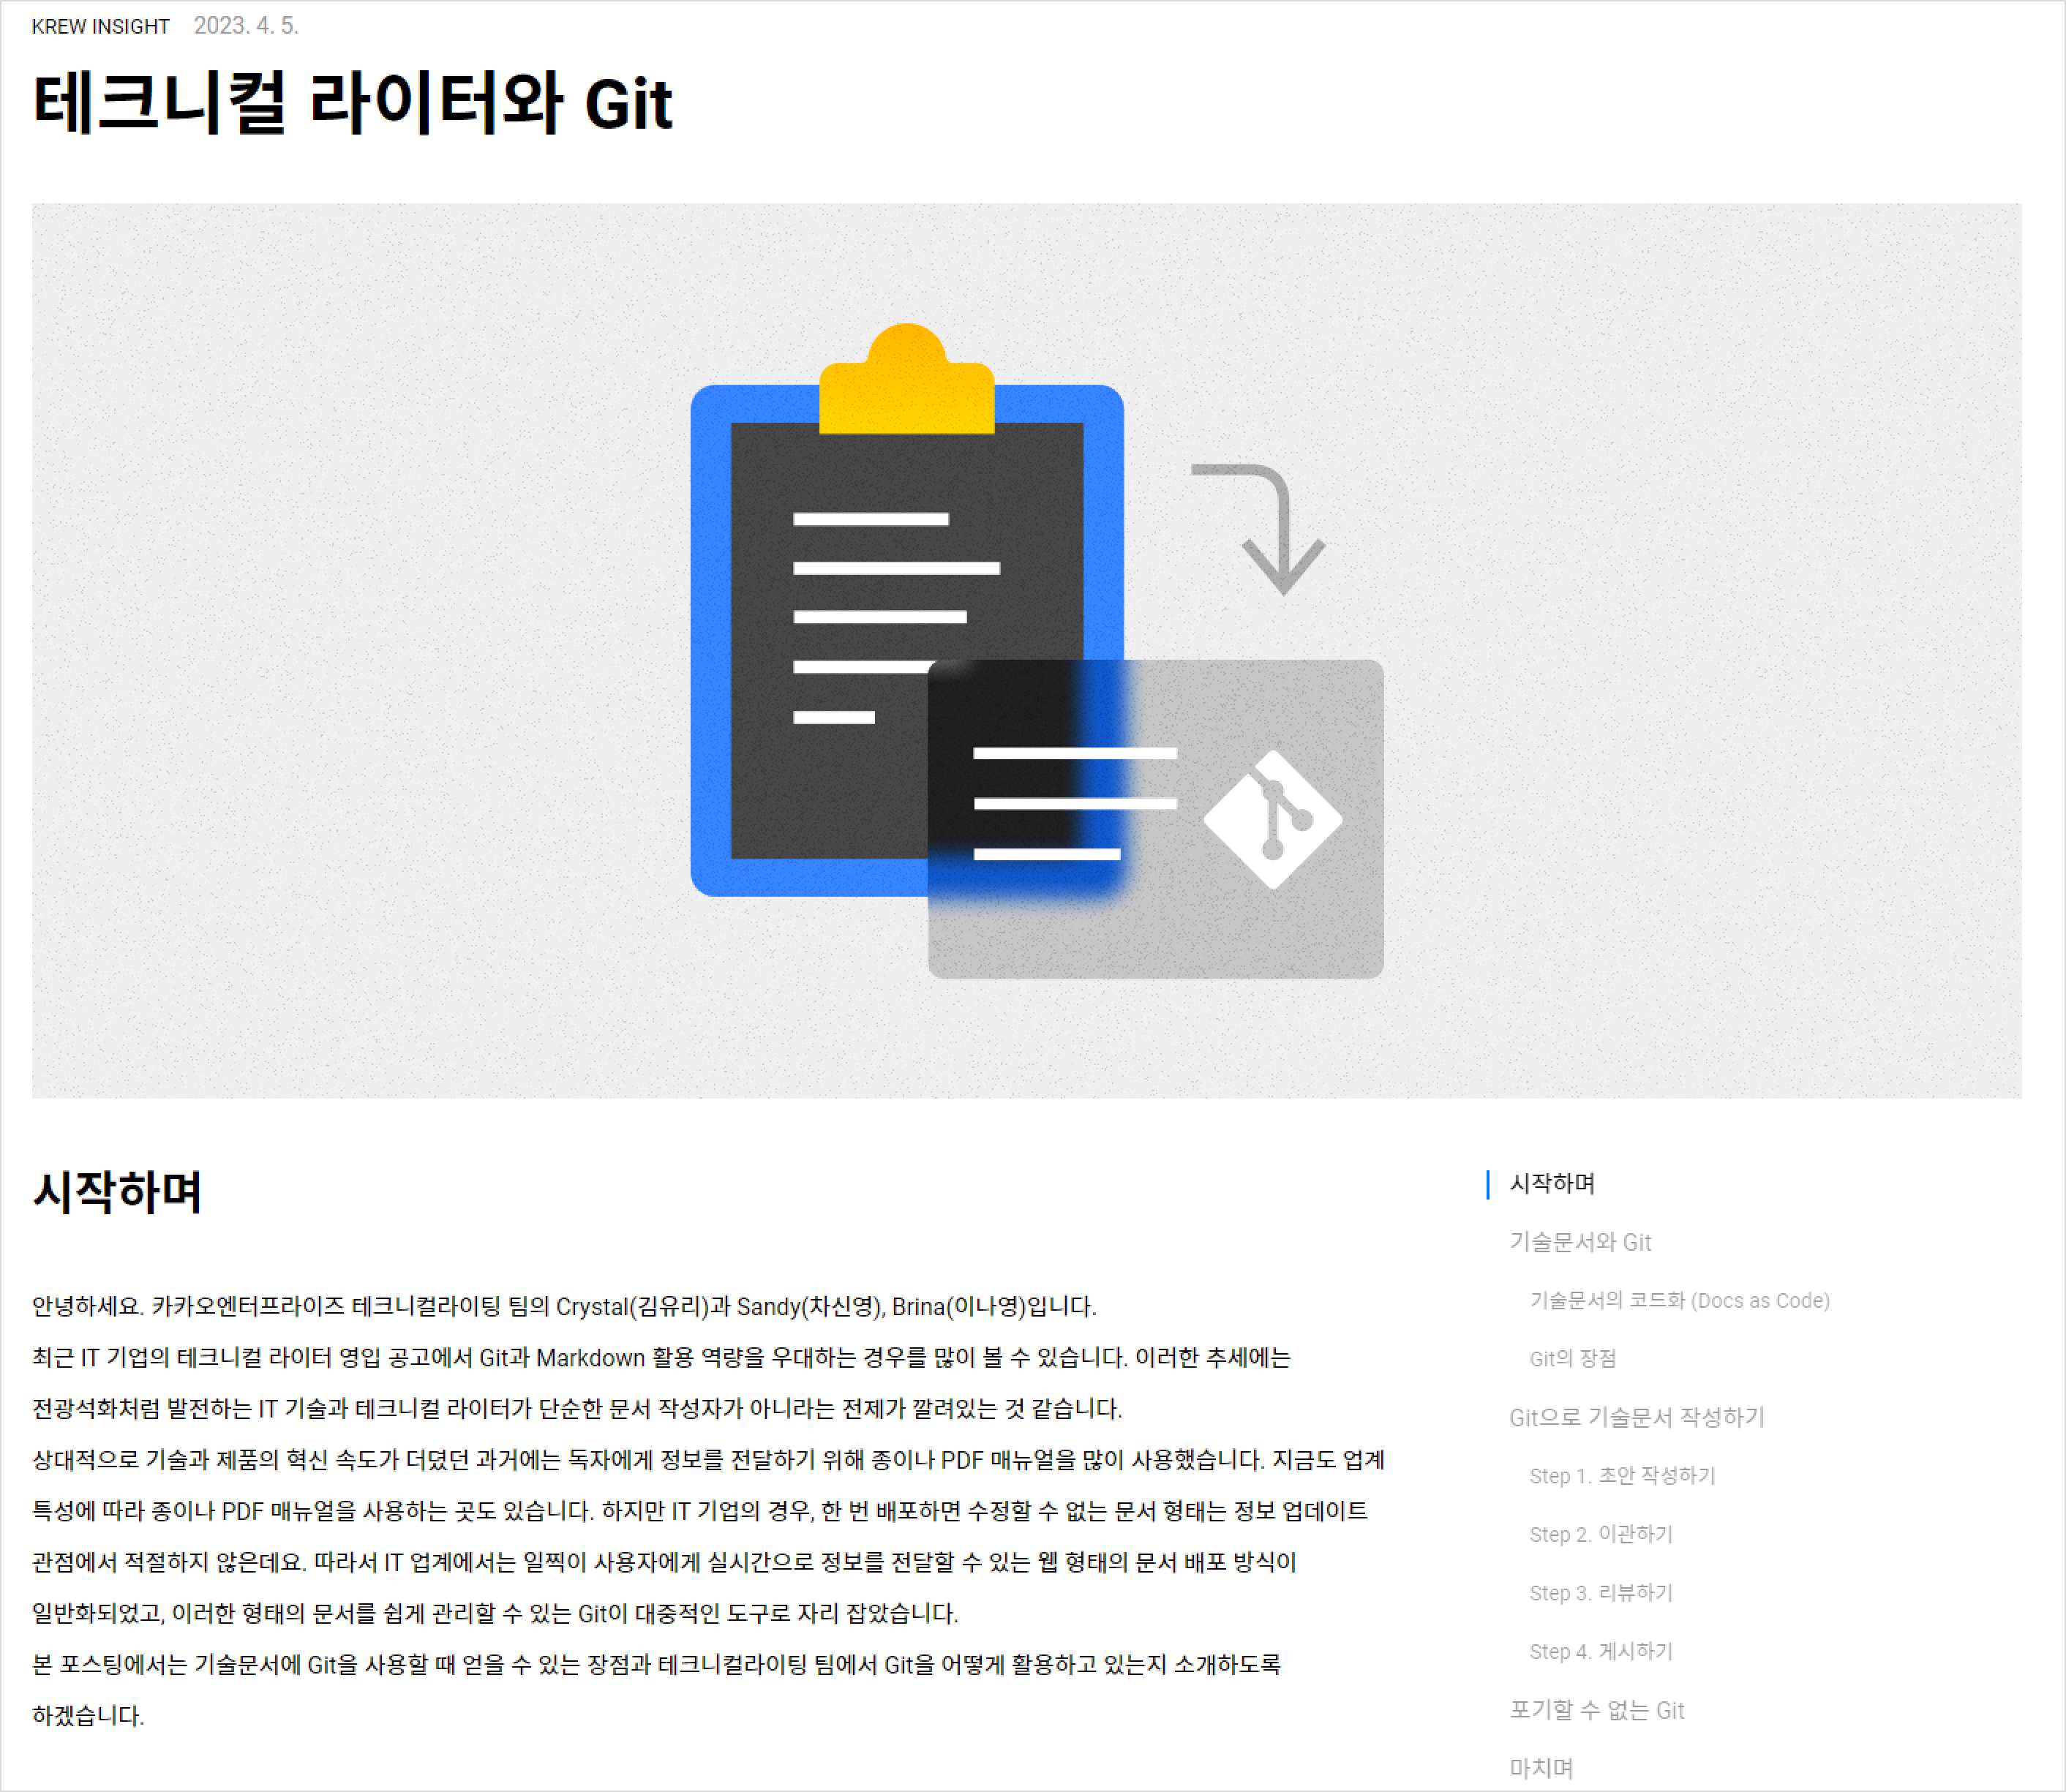 KREW INSIGHT 2023. 4. 5.
테크니컬 라이터와 Git
시작하며
안녕하세요. 카카오엔터프라이즈 테크니컬라이팅 팀의 Crystal(김유리)과 Sandy(차신영), Brina(이나영)입니다.
최근 IT 기업의 테크니컬 라이터 영입 공고에서 Git과 Markdown 활용 역량을 우대하는 경우를 많이 볼 수 있습니다. 이러한 추세에는
전광석화처럼 발전하는 IT 기술과 테크니컬 라이터가 단순한 문서 작성자가 아니라는 전제가 깔려있는 것 같습니다.
상대적으로 기술과 제품의 혁신 속도가 더뎠던 과거에는 독자에게 정보를 전달하기 위해 종이나 PDF 매뉴얼을 많이 사용했습니다. 지금도 업계
특성에 따라 종이나 PDF 매뉴얼을 사용하는 곳도 있습니다. 하지만 IT 기업의 경우, 한 번 배포하면 수정할 수 없는 문서 형태는 정보 업데이트
관점에서 적절하지 않은데요. 따라서 IT 업계에서는 일찍이 사용자에게 실시간으로 정보를 전달할 수 있는 웹 형태의 문서 배포 방식이
일반화되었고, 이러한 형태의 문서를 쉽게 관리할 수 있는 Git이 대중적인 도구로 자리 잡았습니다.
본 포스팅에서는 기술문서에 Git을 사용할 때 얻을 수 있는 장점과 테크니컬라이팅 팀에서 Git을 어떻게 활용하고 있는지 소개하도록
하겠습니다.
시작하며
기술문서와 Git
기술문서의 코드화 (Docs as Code)
Git의 장점
Git으로 기술문서 작성하기
Step 1. 초안 작성하기
Step 2. 이관하기
Step 3. 리뷰하기
Step 4. 게시하기
포기할 수 없는 Git
마치며